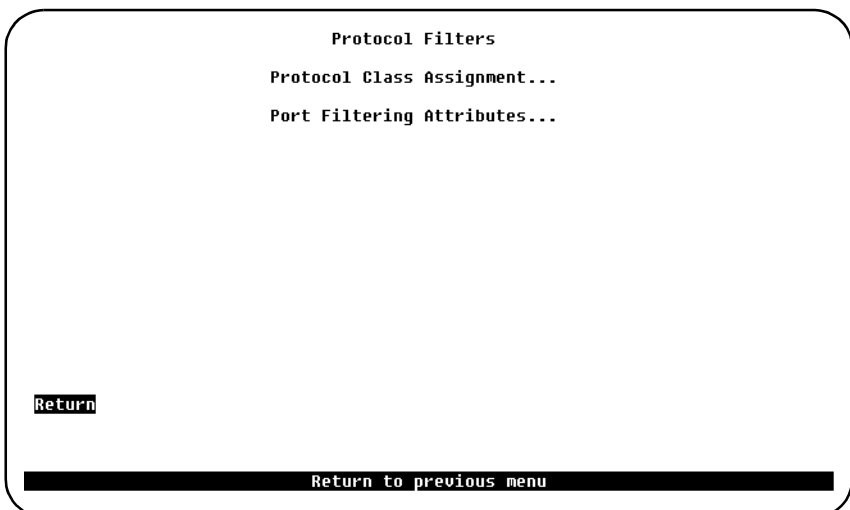 Protocol Filters
Protocol Class Assignment...
Port Filtering Attributes...
Return
Return to previous menu